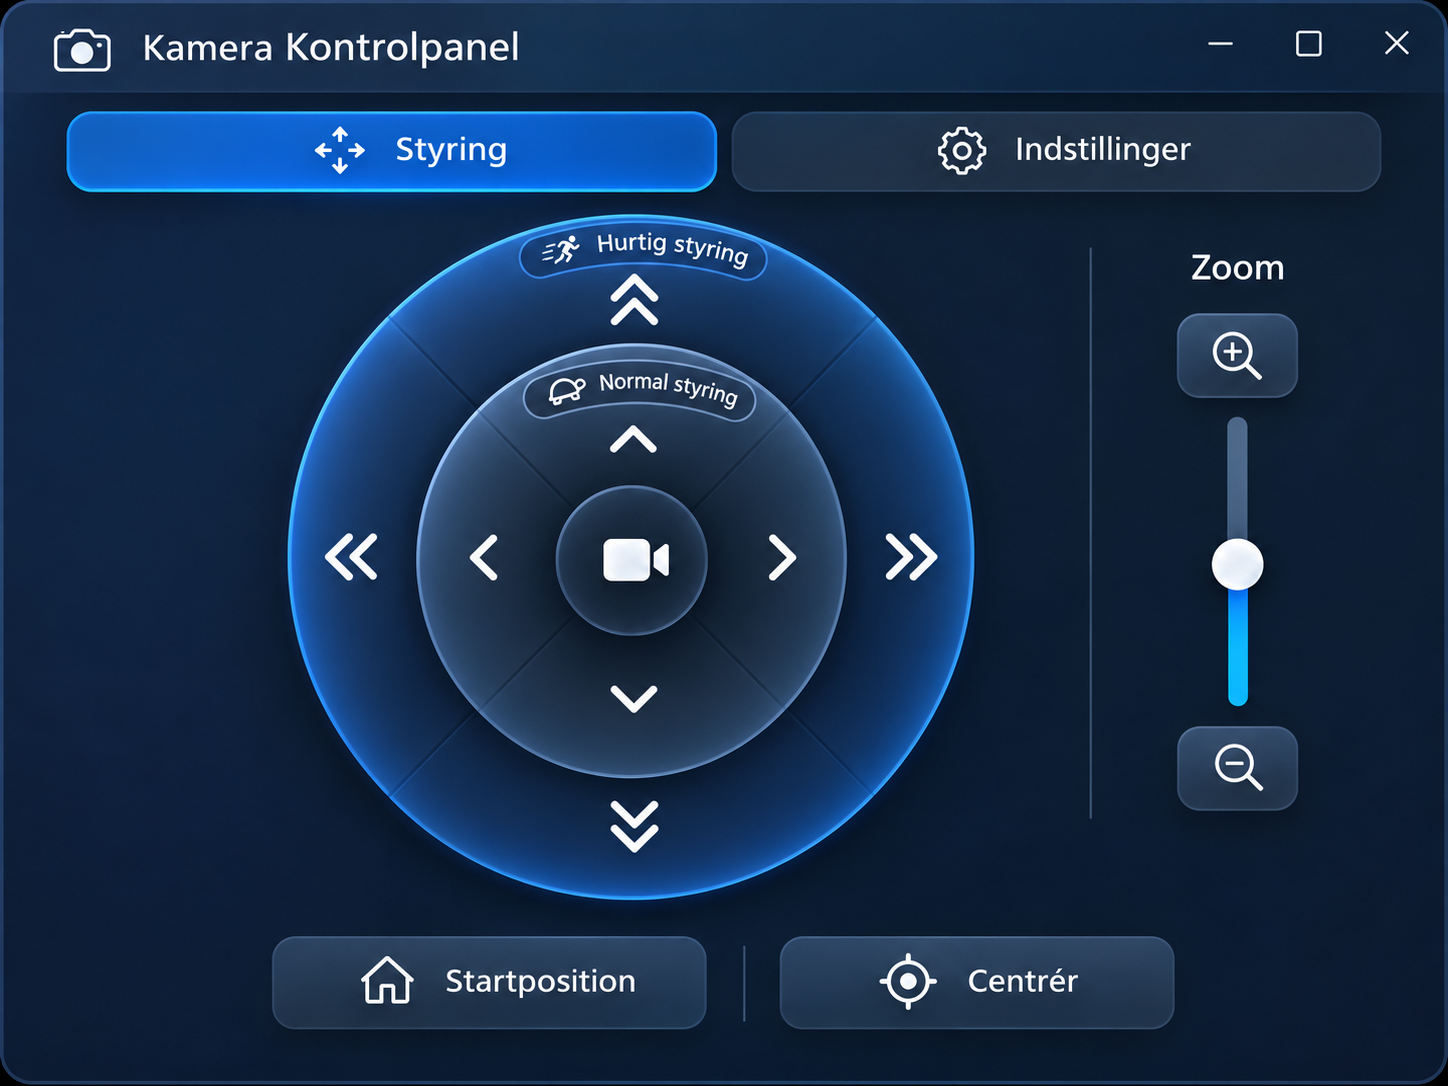 Kamera Kontrolpanel
Styring
Indstillinger
Hurtig styring
Normal styring
Zoom
Startposition
Centrér